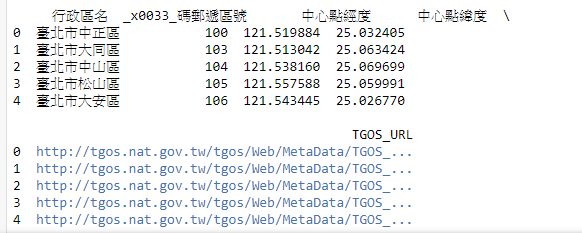 行政區名 _x0033_碼郵遞區號 中心點經度 中心點緯度 \
0 臺北市中正區 100 121.519884 25.032405
1 臺北市大同區 103 121.513042 25.063424
2 臺北市中山區 104 121.538160 25.069699
3 臺北市松山區 105 121.557588 25.059991
4 臺北市大安區 106 121.543445 25.026770
TGOS_URL
0 http://tgos.nat.gov.tw/tgos/Web/MetaData/TGOS_...
1 http://tgos.nat.gov.tw/tgos/Web/MetaData/TGOS_...
2 http://tgos.nat.gov.tw/tgos/Web/MetaData/TGOS_...
3 http://tgos.nat.gov.tw/tgos/Web/MetaData/TGOS_...
4 http://tgos.nat.gov.tw/tgos/Web/MetaData/TGOS_...